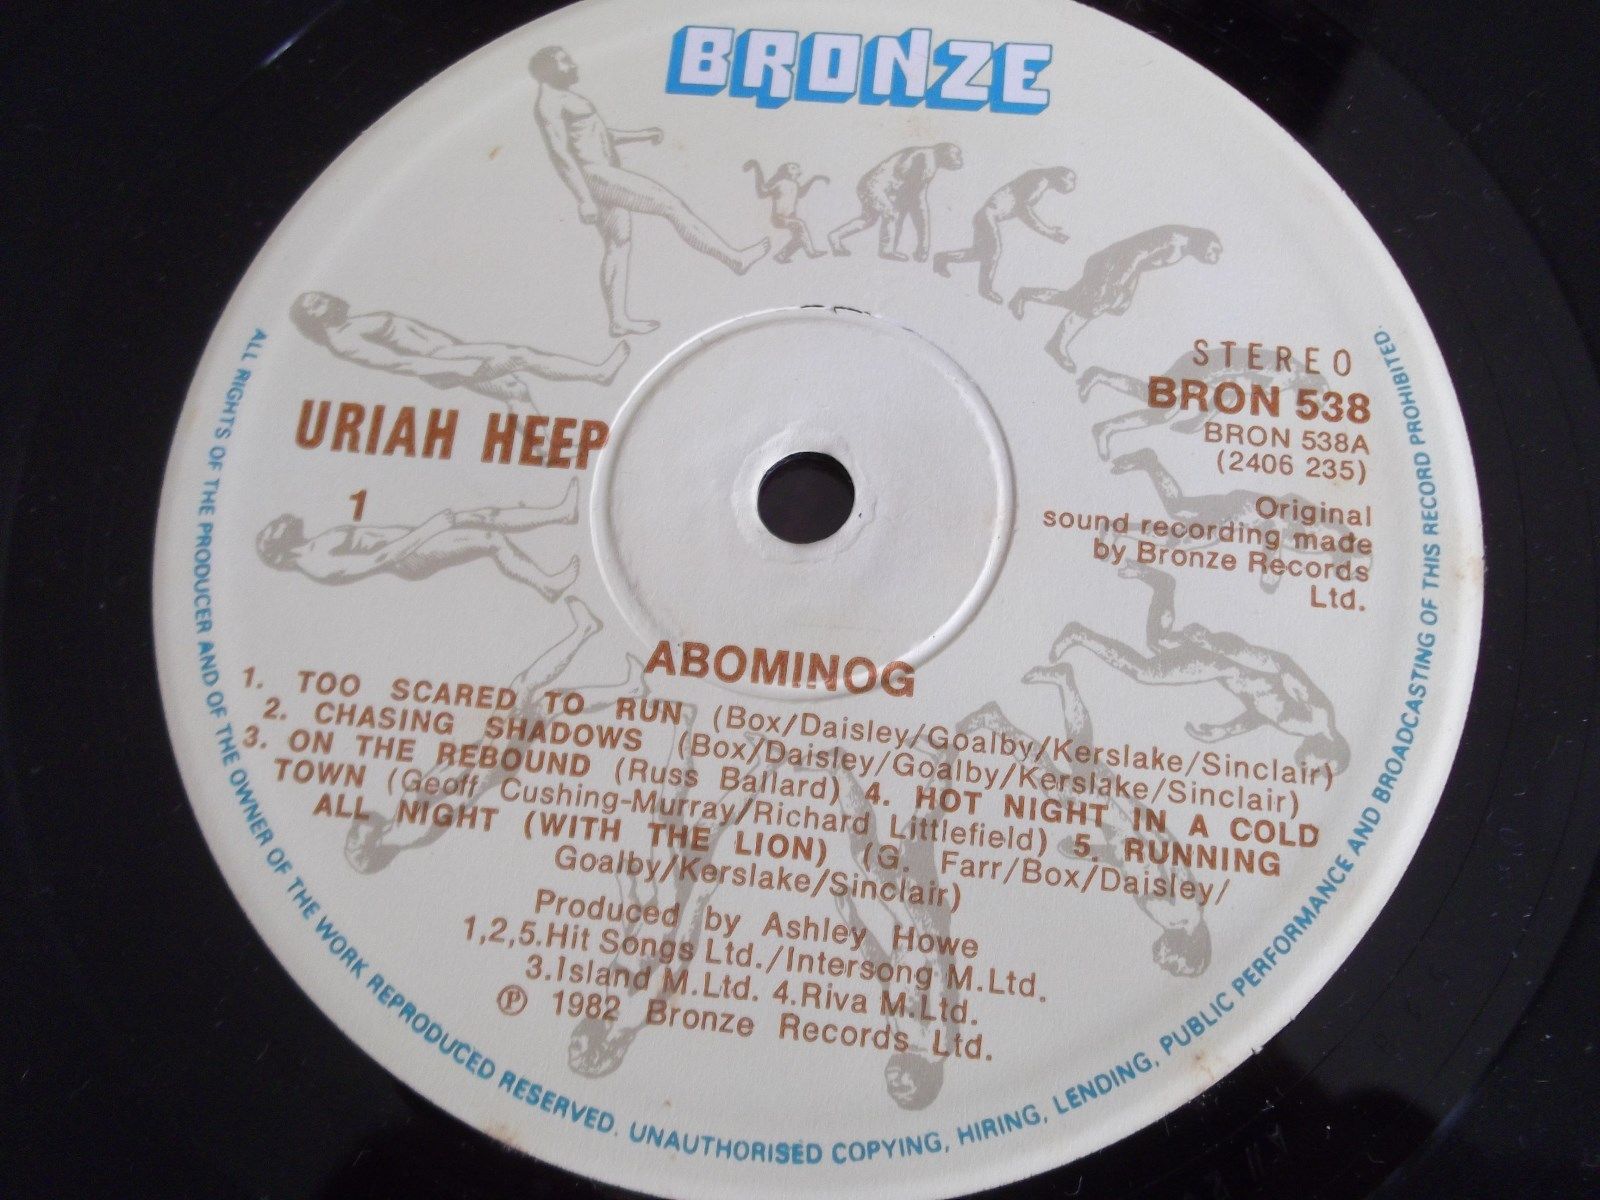 BRONZE
STEREO
BRON 538
BRON 538A
(2406 235)
URIAH HEEP
1
Original
sound recording made
by Bronze Records
Ltd.
ABOMINOG
1. TOO SCARED TO RUN (Box/Daisley/Goalby/Kerslake/Sinclair)
2. CHASING SHADOWS (Box/Daisley/Goalby/Kerslake/Sinclair)
3. ON THE REBOUND (Russ Ballard) 4. HOT NIGHT IN A COLD
TOWN (Geoff Cushing-Murray/Richard Littlefield) 5. RUNNING
ALL NIGHT (WITH THE LION) (G. Farr/Box/Daisley/
Goalby/Kerslake/Sinclair)
Produced by Ashley Howe
1,2,5.Hit Songs Ltd./Intersong M.Ltd.
3.Island M.Ltd. 4.Riva M.Ltd.
℗ 1982 Bronze Records Ltd.
ALL RIGHTS OF THE PRODUCER AND OF THE OWNER OF THE WORK REPRODUCED RESERVED. UNAUTHORISED COPYING, HIRING, LENDING, PUBLIC PERFORMANCE AND BROADCASTING OF THIS RECORD PROHIBITED.